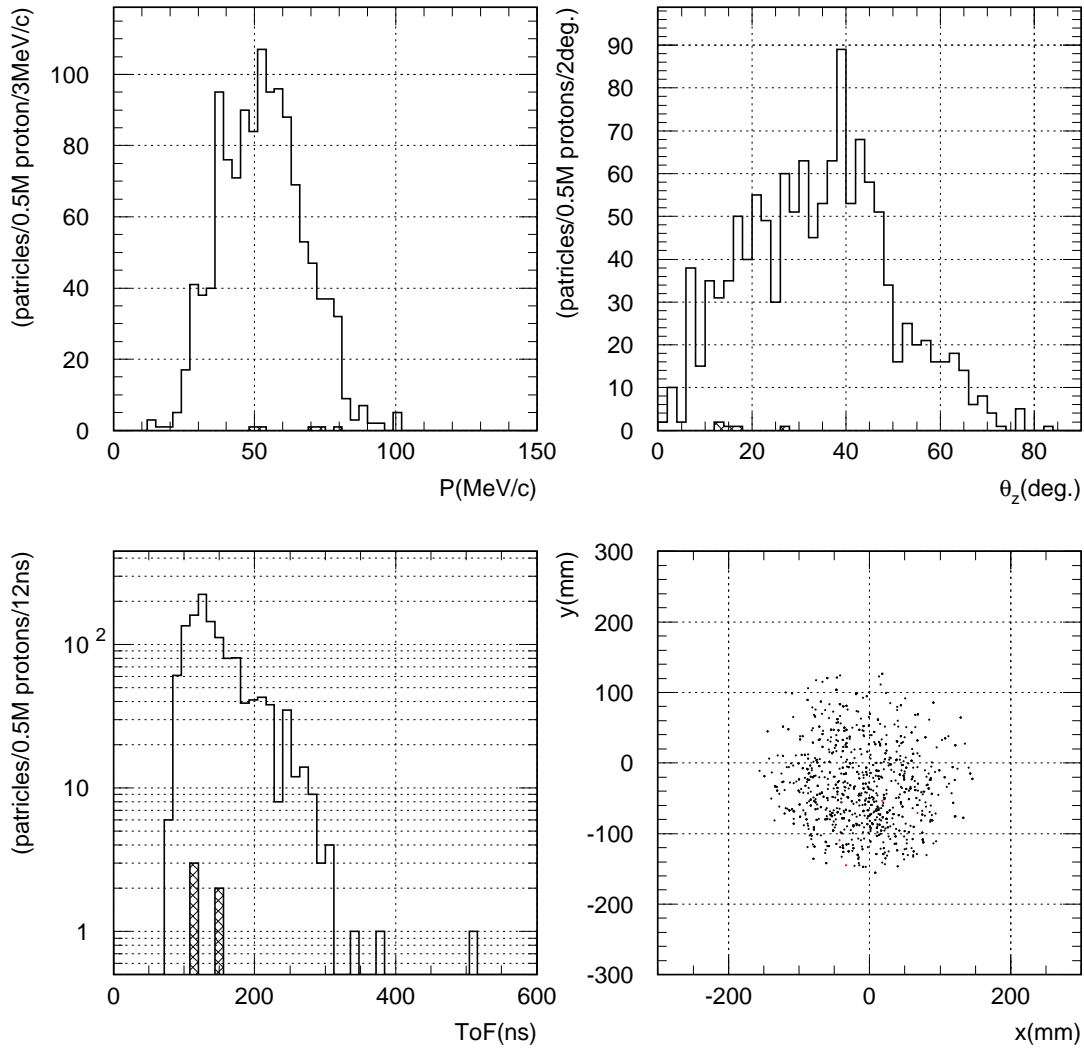 (patricles/0.5M proton/3MeV/c)
100
80
60
40
20
0
0 50 100 150
P(MeV/c)
(patricles/0.5M protons/2deg.)
90
80
70
60
50
40
30
20
10
0
0 20 40 60 80
θz(deg.)
(patricles/0.5M protons/12ns)
10 2
10
1
0 200 400 600
ToF(ns)
y(mm)
300
200
100
0
-100
-200
-300
-200 0 200
x(mm)